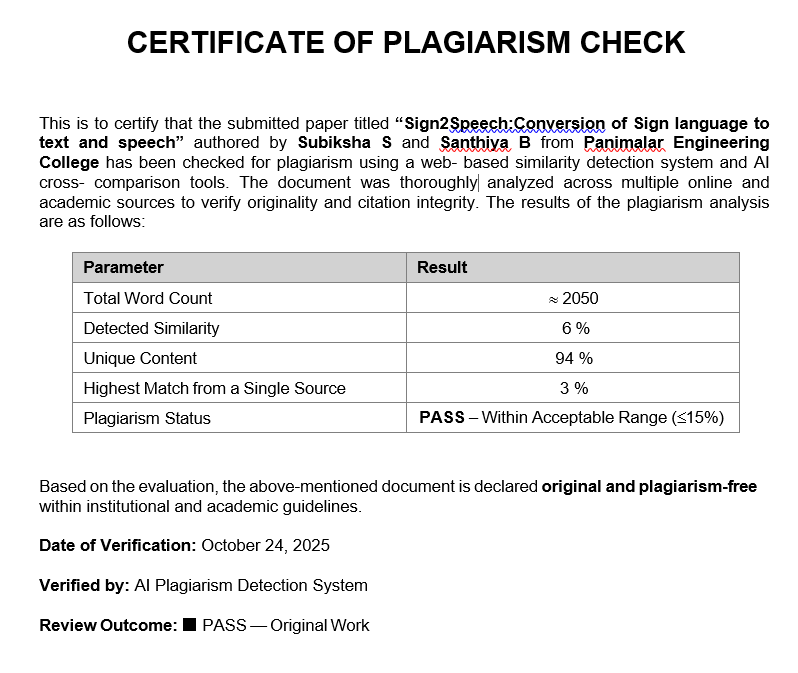 CERTIFICATE OF PLAGIARISM CHECK
This is to certify that the submitted paper titled “Sign2Speech:Conversion of Sign language to
text and speech” authored by Subiksha S and Santhiya B from Panimalar Engineering
College has been checked for plagiarism using a web- based similarity detection system and AI
cross- comparison tools. The document was thoroughly analyzed across multiple online and
academic sources to verify originality and citation integrity. The results of the plagiarism analysis
are as follows:
Parameter Result
Total Word Count ≈ 2050
Detected Similarity 6 %
Unique Content 94 %
Highest Match from a Single Source 3 %
Plagiarism Status PASS – Within Acceptable Range (≤15%)
Based on the evaluation, the above-mentioned document is declared original and plagiarism-free
within institutional and academic guidelines.
Date of Verification: October 24, 2025
Verified by: AI Plagiarism Detection System
Review Outcome: ■ PASS — Original Work